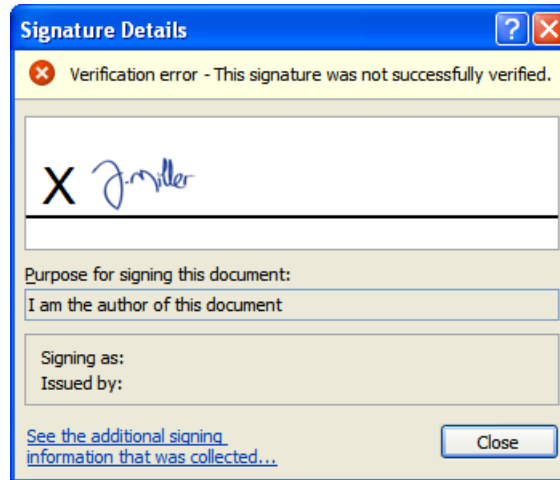 Signature Details
Verification error - This signature was not successfully verified.
X J.Miller
Purpose for signing this document:
I am the author of this document
Signing as:
Issued by:
See the additional signing
information that was collected...
Close